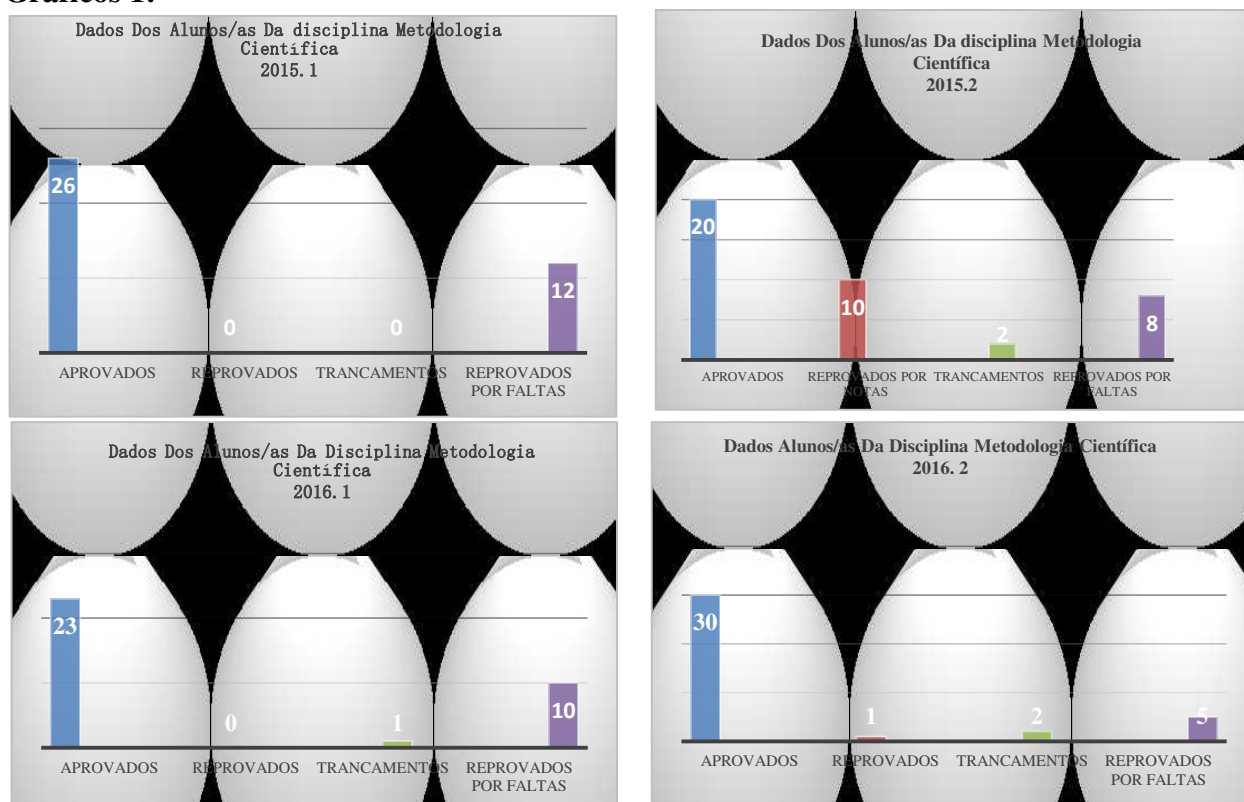 Gráficos 1.
Dados Dos Alunos/as Da disciplina Metodologia
Científica
2015.1
26
0
0
12
APROVADOS
REPROVADOS
TRANCAMENTOS
REPROVADOS
POR FALTAS
Dados Dos Alunos/as Da disciplina Metodologia
Científica
2015.2
20
10
2
8
APROVADOS
REPROVADOS POR
NOTAS
TRANCAMENTOS
REPROVADOS POR
FALTAS
Dados Dos Alunos/as Da Disciplina Metodologia
Científica
2016.1
23
0
1
10
APROVADOS
REPROVADOS
TRANCAMENTOS
REPROVADOS
POR FALTAS
Dados Alunos/as Da Disciplina Metodologia Científica
2016. 2
30
1
2
5
APROVADOS
REPROVADOS
TRANCAMENTOS
REPROVADOS
POR FALTAS